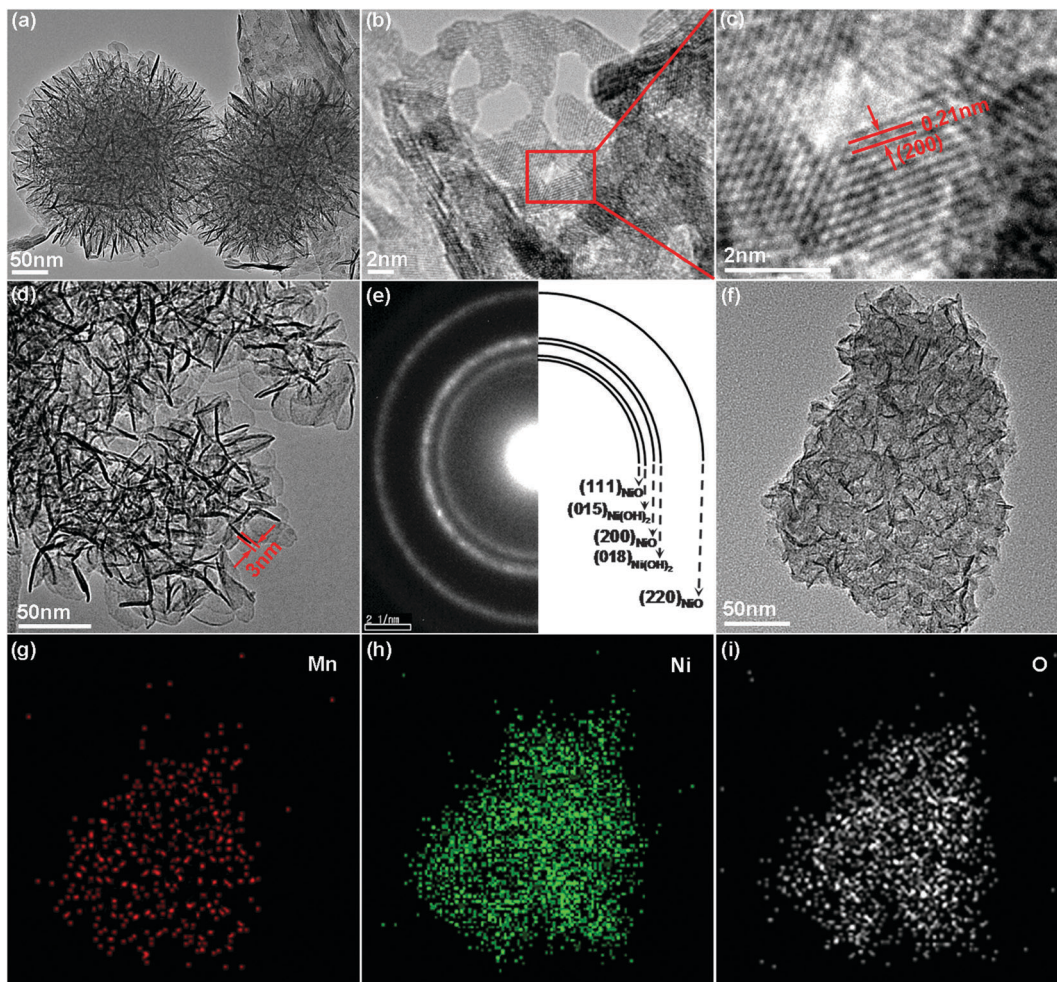 (a)
50nm
(b)
2nm
(c)
0.21nm
(200)
2nm
(d)
3nm
50nm
(e)
(111)NiO
(015)Ni(OH)2
(200)NiO
(018)Ni(OH)2
(220)NiO
2 1/nm
(f)
50nm
(g)
Mn
(h)
Ni
(i)
O